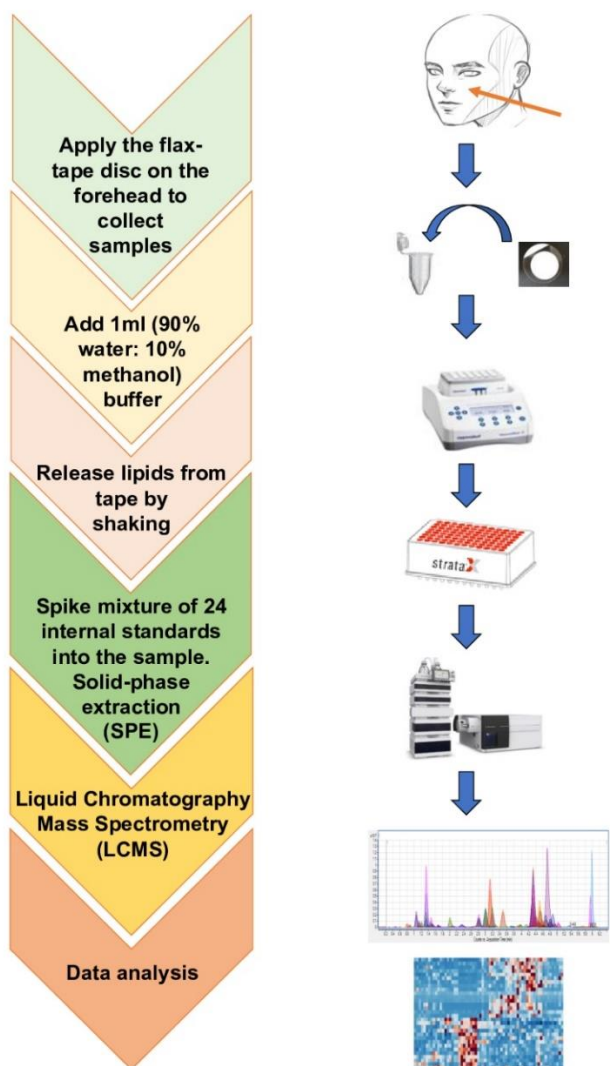 Apply the flax-
tape disc on the
forehead to
collect
samples
Add 1ml (90%
water: 10%
methanol)
buffer
Release lipids from
tape by
shaking
strata X
Spike mixture of 24
internal standards
into the sample.
Solid-phase
extraction
(SPE)
Liquid Chromatography
Mass Spectrometry
(LCMS)
Data analysis